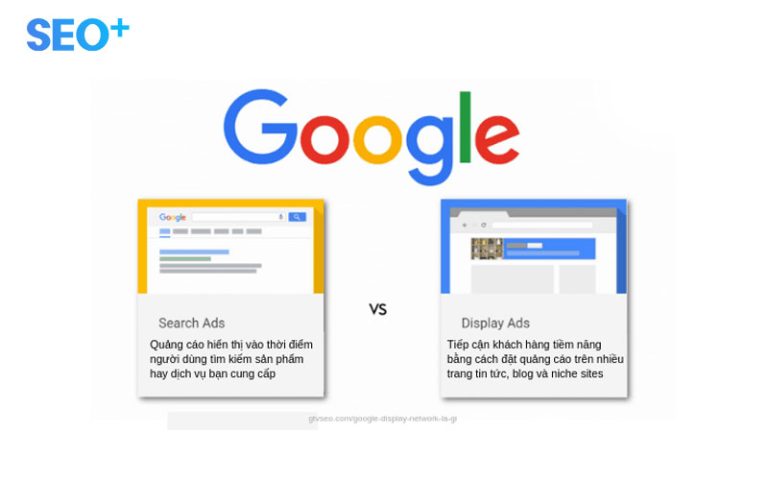 SEO+
Google
Google
Search Ads
Quảng cáo hiển thị vào thời điểm
người dùng tìm kiếm sản phẩm
hay dịch vụ bạn cung cấp
vs
Display Ads
Tiếp cận khách hàng tiềm năng
bằng cách đặt quảng cáo trên nhiều
trang tin tức, blog và niche sites
gtvseo.com/google-display-network-la-gi